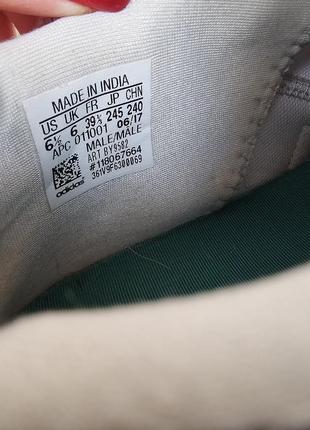 MADE IN INDIA
US UK FR JP CHN
6½ 6 39⅓ 245 240
APC 011001 06/17
MALE/MALE
ART BY9582
#118067664
361V9F6300069
adidas